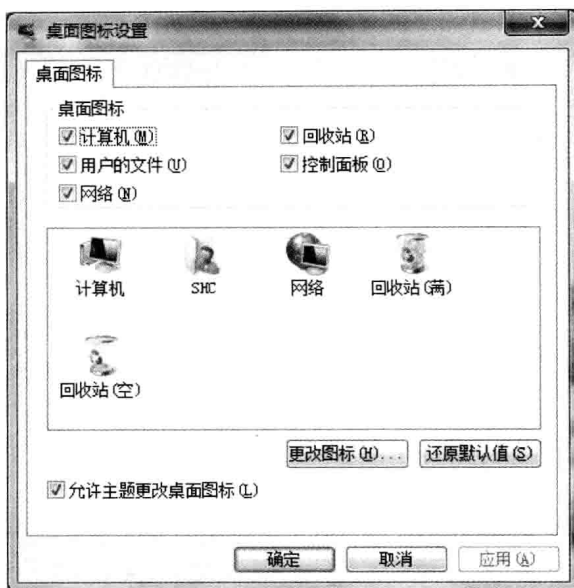 桌面图标设置
桌面图标
桌面图标
计算机(M) 回收站(R)
用户的文件(U) 控制面板(O)
网络(N)
计算机 SHC 网络 回收站(满)
回收站(空)
更改图标(H)... 还原默认值(S)
允许主题更改桌面图标(L)
确定 取消 应用(A)